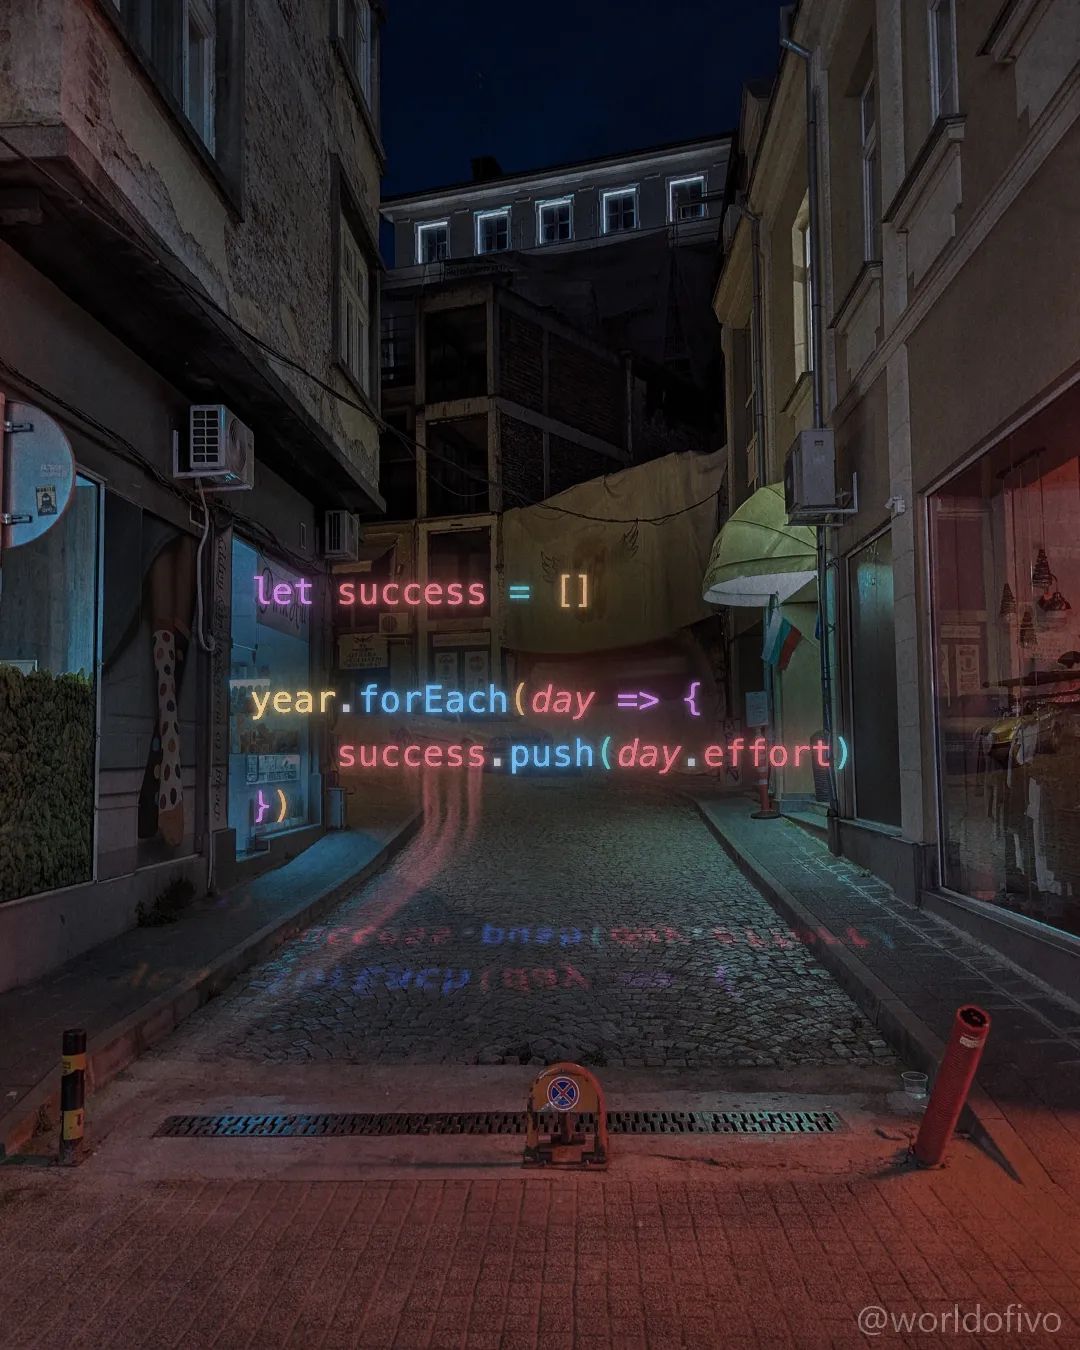 let success = []
year.forEach(day => {
success.push(day.effort)
})
@worldofivo